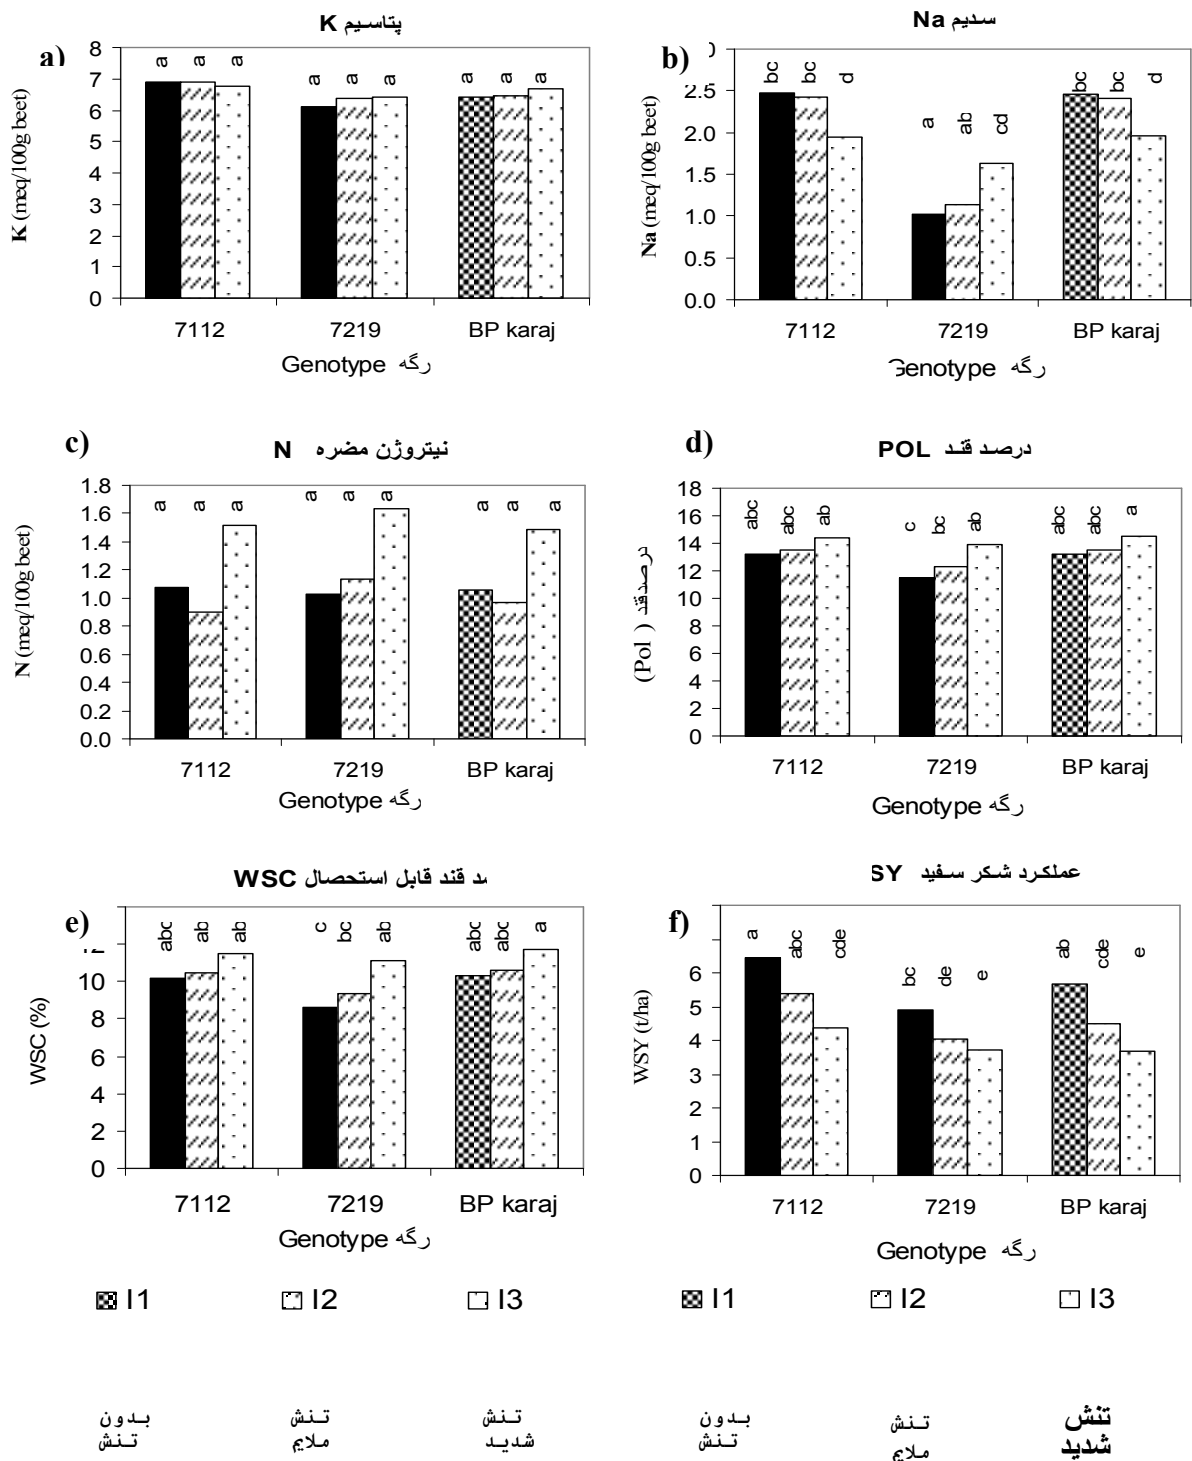 a)
پتاسیم K
K (meq/100g beet)
8
7
6
5
4
3
2
1
0
a a a a a a a a a
7112 7219 BP karaj
Genotype رگه
b)
سدیم Na
Na (meq/100g beet)
2.5
2.0
1.5
1.0
0.5
0.0
bc bc d a ab cd bc bc d
7112 7219 BP karaj
enotype رگه
c)
نیتروژن مضره N
N (meq/100g beet)
1.8
1.6
1.4
1.2
1.0
0.8
0.6
0.4
0.2
0.0
a a a a a a a a a
7112 7219 BP karaj
Genotype رگه
d)
درصد قند POL
درصدقند ( Pol)
18
16
14
12
10
8
6
4
2
0
abc abc ab c bc ab abc abc a
7112 7219 BP karaj
Genotype رگه
e)
د قند قابل استحصال WSC
WSC (%)
10
8
6
4
2
0
abc ab ab c bc ab abc abc a
7112 7219 BP karaj
Genotype رگه
f)
عملکرد شکر سفید SY
WSY (t/ha)
6
5
4
3
2
1
0
a abc cde bc de e ab cde e
7112 7219 BP karaj
Genotype رگه
I1 I2 I3
I1 I2 I3
بدون
تنش
تنش
ملایم
تنش
شدید
بدون
تنش
تنش
ملایم
تنش
شدید